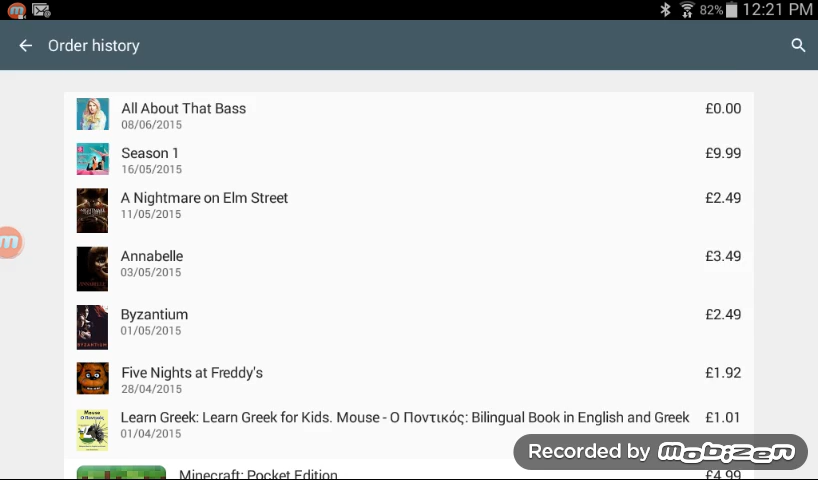 82% 12:21 PM
Order history
All About That Bass £0.00
08/06/2015
Season 1 £9.99
16/05/2015
A Nightmare on Elm Street £2.49
11/05/2015
Annabelle £3.49
03/05/2015
Byzantium £2.49
01/05/2015
BYZANTIUM
Five Nights at Freddy's £1.92
28/04/2015
Learn Greek: Learn Greek for Kids. Mouse - Ο Ποντικός: Bilingual Book in English and Greek £1.01
01/04/2015
Mouse
Ο Ποντικός
Recorded by mobizen
Minecraft: Pocket Edition £4.99